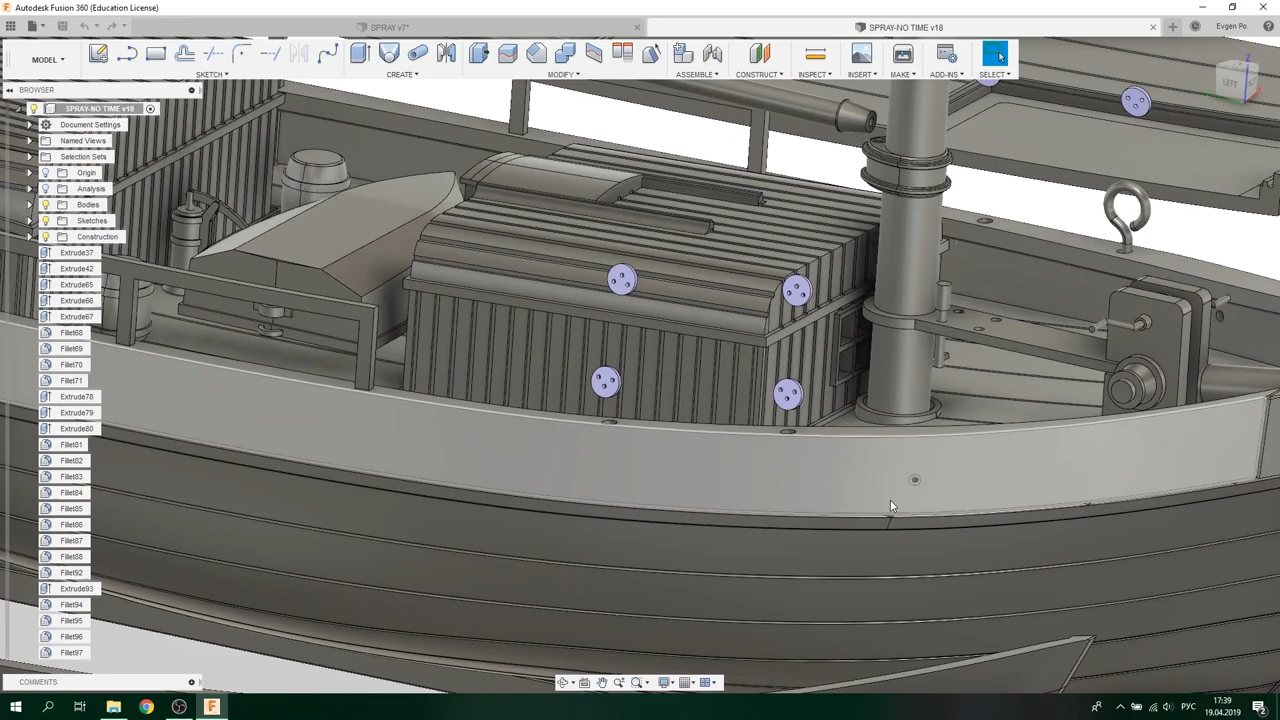 Autodesk Fusion 360 (Education License)
SPRAY v7*
SPRAY-NO TIME v18
Evgen Po
MODEL
SKETCH
CREATE
MODIFY
ASSEMBLE
CONSTRUCT
INSPECT
INSERT
MAKE
ADD-INS
SELECT
BROWSER
SPRAY-NO TIME v18
Document Settings
Named Views
Selection Sets
Origin
Analysis
Bodies
Sketches
Construction
Extrude37
Extrude42
Extrude65
Extrude66
Extrude67
Fillet68
Fillet69
Fillet70
Fillet71
Extrude78
Extrude79
Extrude80
Fillet81
Fillet82
Fillet83
Fillet84
Fillet85
Fillet86
Fillet87
Fillet88
Fillet92
Extrude93
Fillet94
Fillet95
Fillet96
Fillet97
LEFT
Z
COMMENTS
РУС
17:39
19.04.2019
2